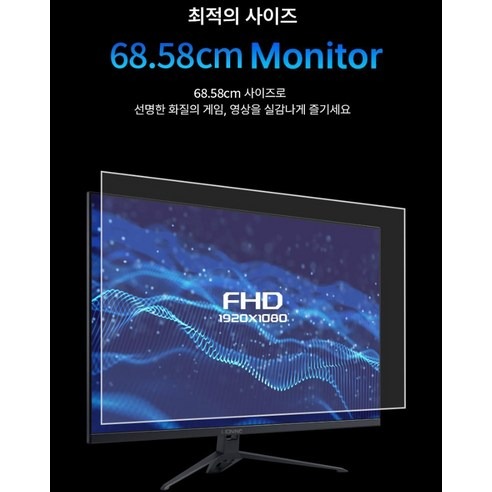 최적의 사이즈
68.58cm Monitor
68.58cm 사이즈로
선명한 화질의 게임, 영상을 실감나게 즐기세요
FHD
1920X1080